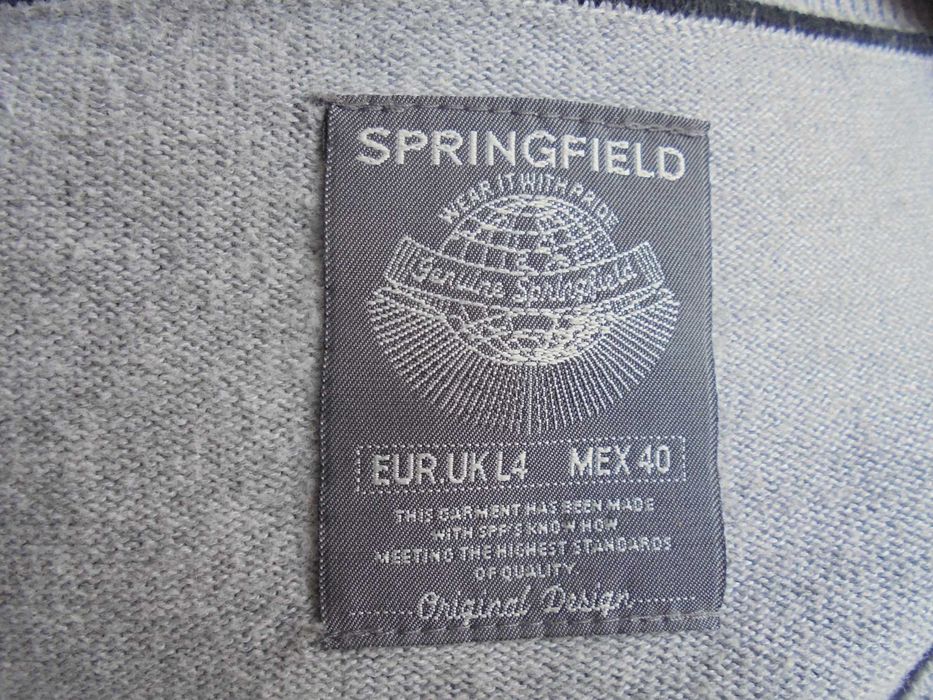 SPRINGFIELD
WEAR IT WITH PRIDE
Genuine Springfield
EUR.UK L4 MEX 40
THIS GARMENT HAS BEEN MADE
WITH SPF'S KNOW HOW
MEETING THE HIGHEST STANDARDS
OF QUALITY.
Original Design